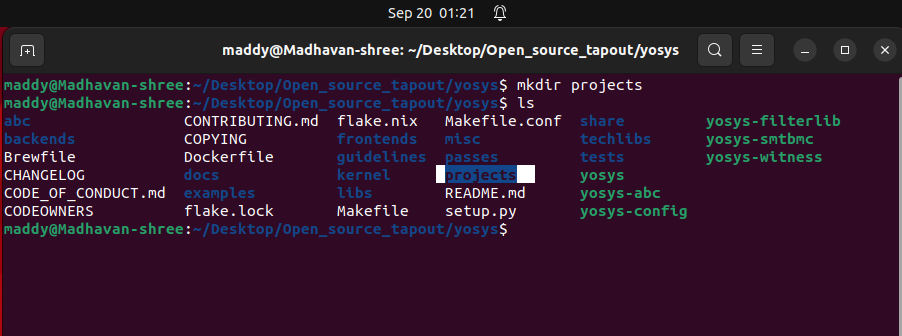 Sep 20 01:21
maddy@Madhavan-shree: ~/Desktop/Open_source_tapout/yosys
maddy@Madhavan-shree:~/Desktop/Open_source_tapout/yosys$ mkdir projects
maddy@Madhavan-shree:~/Desktop/Open_source_tapout/yosys$ ls
abc CONTRIBUTING.md flake.nix Makefile.conf share yosys-filterlib
backends COPYING frontends misc techlibs yosys-smtbmc
Brewfile Dockerfile guidelines passes tests yosys-witness
CHANGELOG docs kernel projects yosys
CODE_OF_CONDUCT.md examples libs README.md yosys-abc
CODEOWNERS flake.lock Makefile setup.py yosys-config
maddy@Madhavan-shree:~/Desktop/Open_source_tapout/yosys$